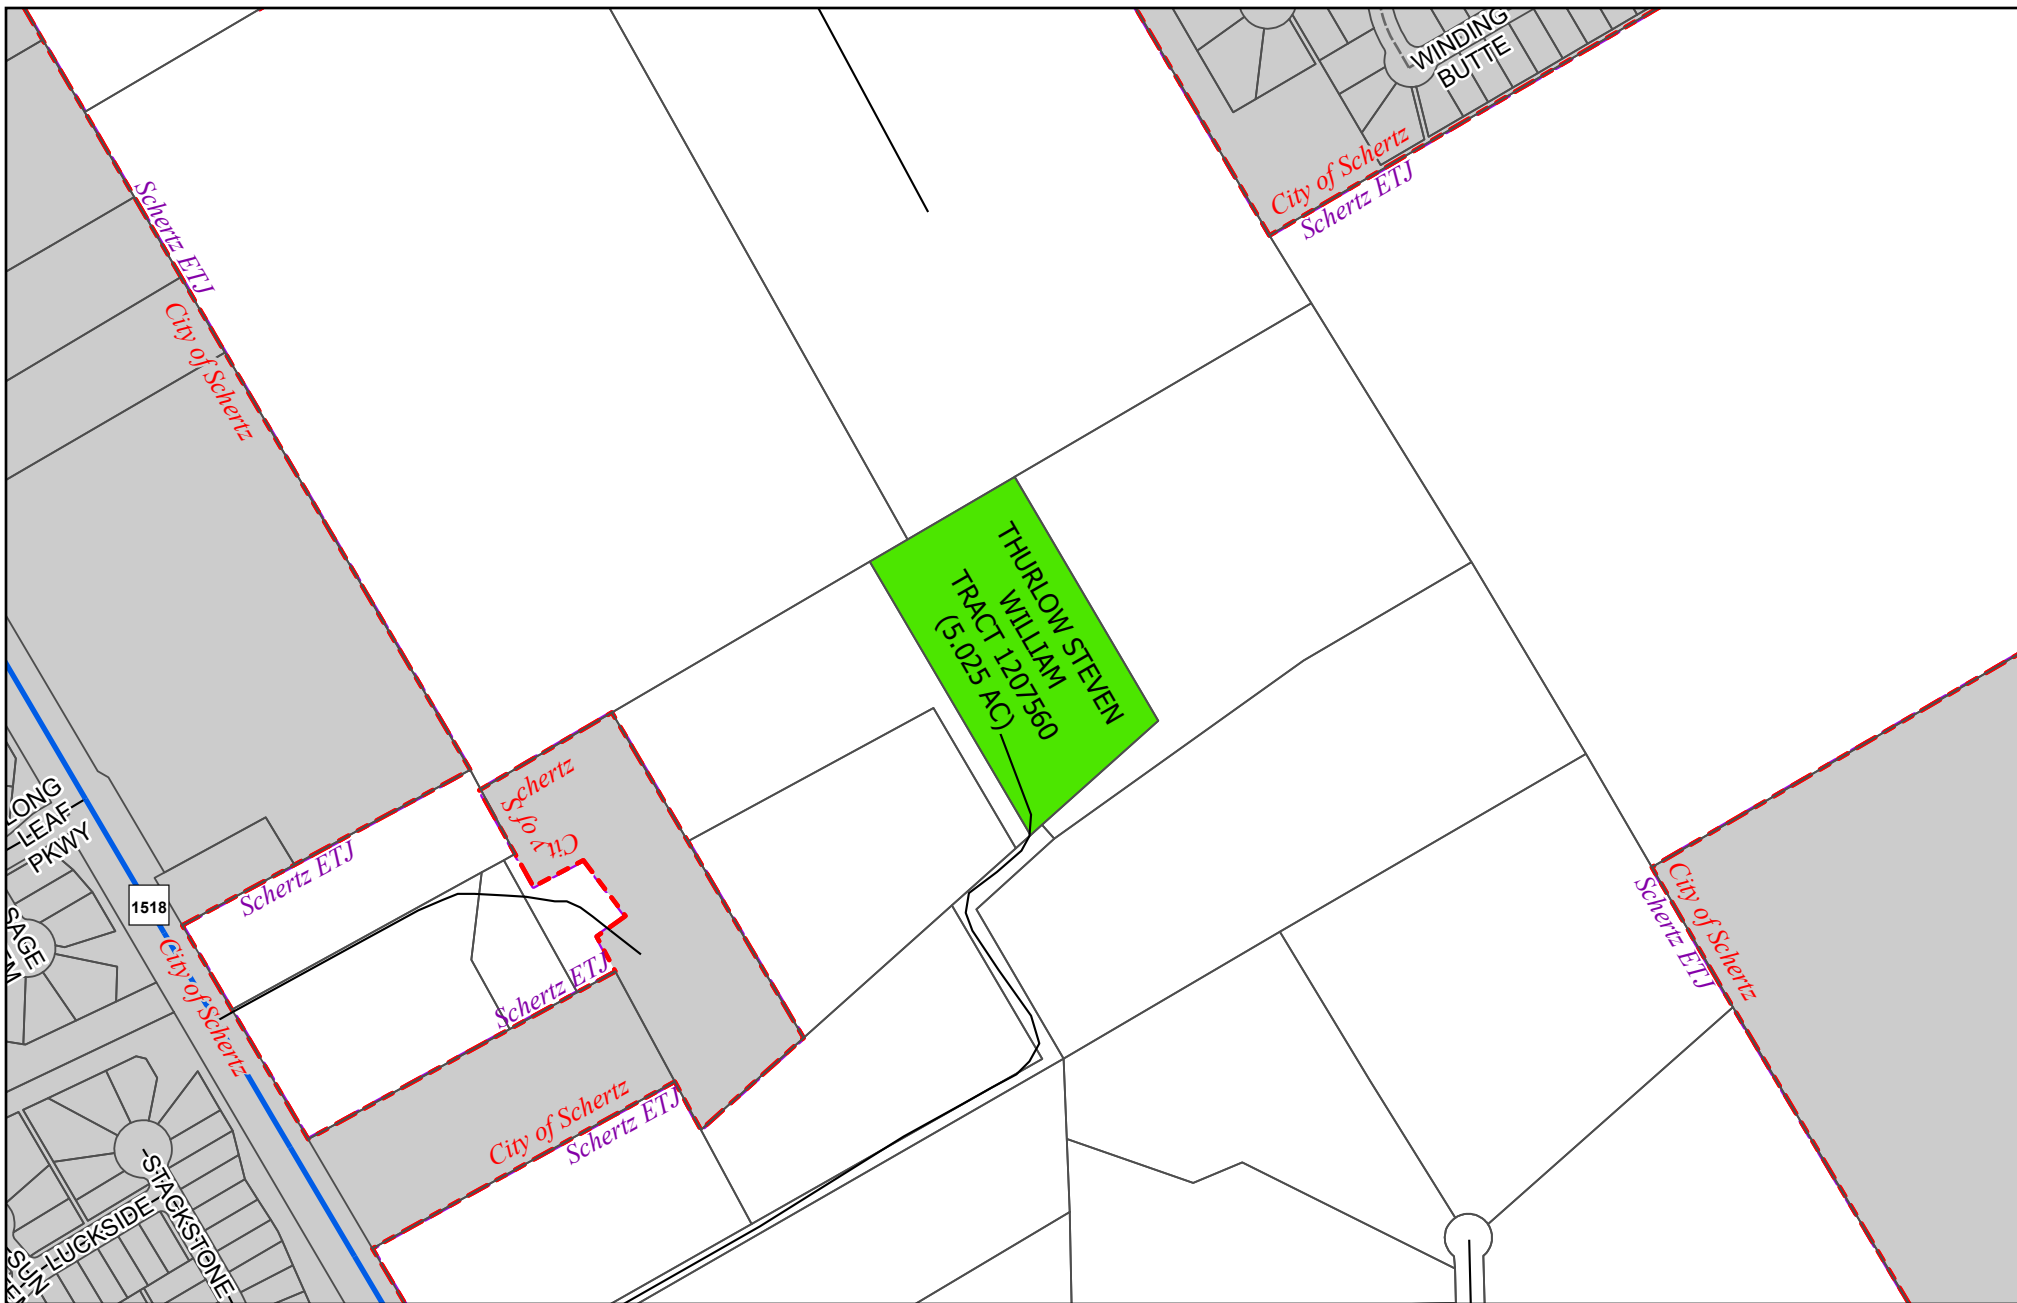 WINDING
BUTTE
City of Schertz
Schertz ETJ
Schertz ETJ
City of Schertz
THURLOW STEVEN
WILLIAM
TRACT 1207560
(5.025 AC)
City of Schertz
Schertz ETJ
LONG
LEAF
PKWY
1518
Schertz ETJ
City of Schertz
City of Schertz
Schertz ETJ
SAGE
City of Schertz
Schertz ETJ
STACKSTONE
LUCKSIDE
SUN